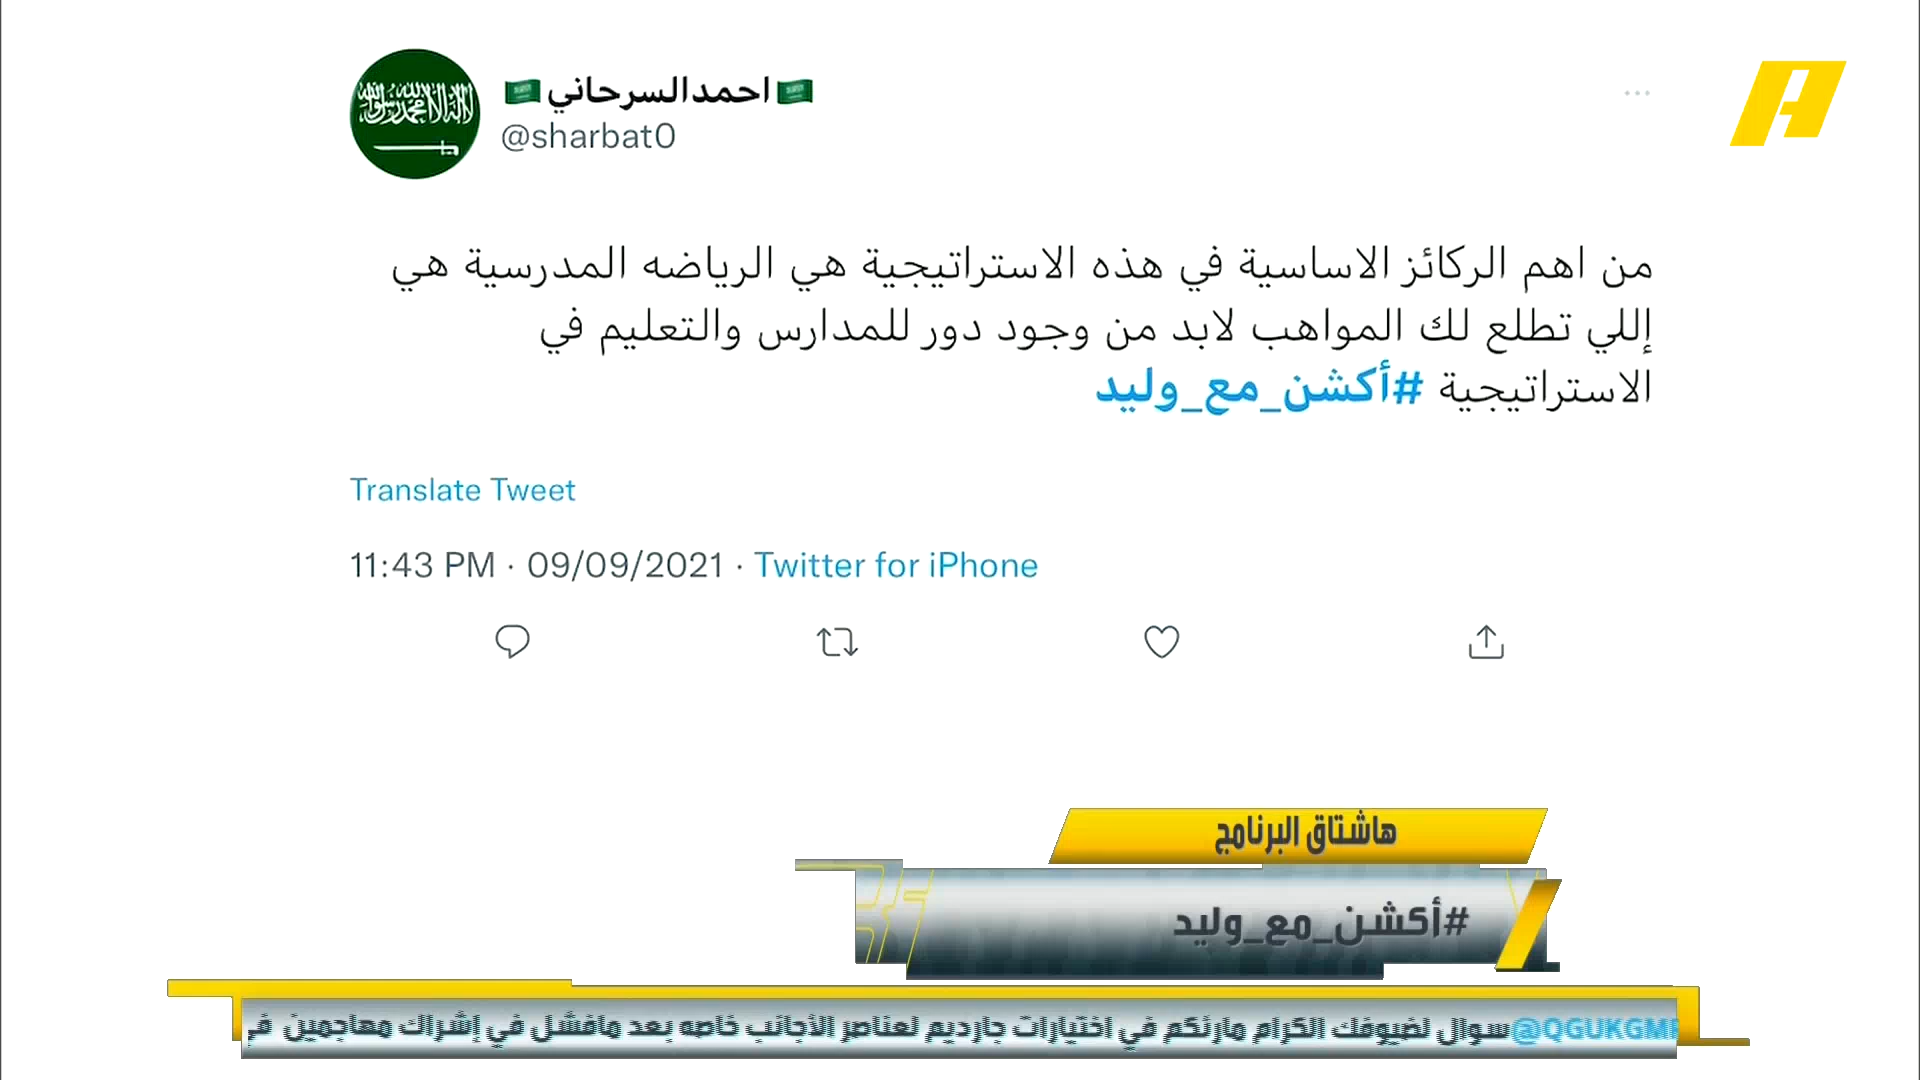 🇸🇦احمدالسرحاني🇸🇦
@sharbat0
من اهم الركائز الاساسية في هذه الاستراتيجية هي الرياضه المدرسية هي
إللي تطلع لك المواهب لابد من وجود دور للمدارس والتعليم في
الاستراتيجية #أكشن_مع_وليد
Translate Tweet
11:43 PM · 09/09/2021 · Twitter for iPhone
هاشتاق البرنامج
#أكشن_مع_وليد
@QGUKGM سوال لضيوفك الكرام مارئكم في اختيارات جارديم لعناصر الأجانب خاصه بعد مافشل في إشراك مهاجمين